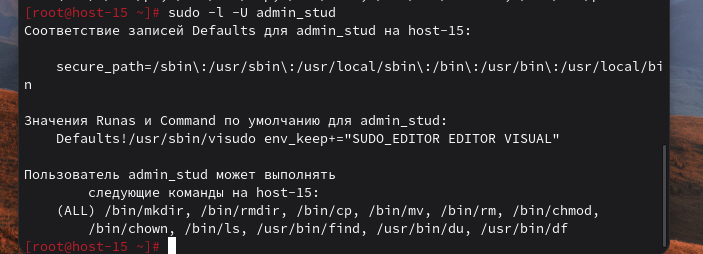 [root@host-15 ~]# sudo -l -U admin_stud
Соответствие записей Defaults для admin_stud на host-15:
secure_path=/sbin\:/usr/sbin\:/usr/local/sbin\:/bin\:/usr/bin\:/usr/local/bi
n
Значения Runas и Command по умолчанию для admin_stud:
Defaults!/usr/sbin/visudo env_keep+="SUDO_EDITOR EDITOR VISUAL"
Пользователь admin_stud может выполнять
следующие команды на host-15:
(ALL) /bin/mkdir, /bin/rmdir, /bin/cp, /bin/mv, /bin/rm, /bin/chmod,
/bin/chown, /bin/ls, /usr/bin/find, /usr/bin/du, /usr/bin/df
[root@host-15 ~]#